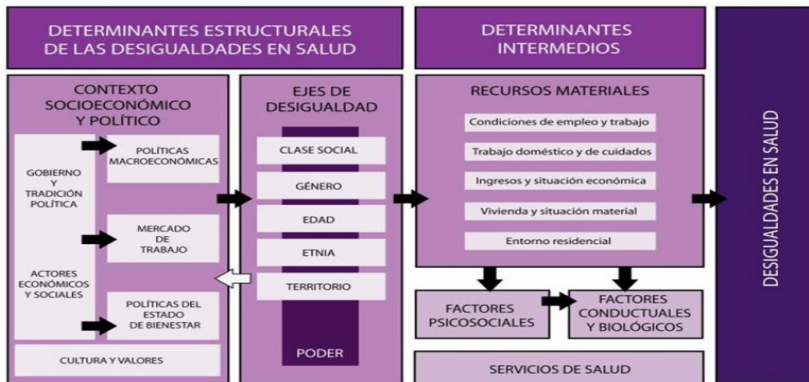 DETERMINANTES ESTRUCTURALES
DE LAS DESIGUALDADES EN SALUD
CONTEXTO
SOCIOECONÓMICO
Y POLÍTICO
GOBIERNO
Y
TRADICIÓN
POLÍTICA
ACTORES
ECONÓMICOS
Y SOCIALES
POLÍTICAS
MACROECONÓMICAS
MERCADO
DE
TRABAJO
POLÍTICAS DEL
ESTADO
DE BIENESTAR
CULTURA Y VALORES
EJES DE
DESIGUALDAD
CLASE SOCIAL
GÉNERO
EDAD
ETNIA
TERRITORIO
PODER
DETERMINANTES
INTERMEDIOS
RECURSOS MATERIALES
Condiciones de empleo y trabajo
Trabajo doméstico y de cuidados
Ingresos y situación económica
Vivienda y situación material
Entorno residencial
FACTORES
PSICOSOCIALES
FACTORES
CONDUCTUALES
Y BIOLÓGICOS
SERVICIOS DE SALUD
DESIGUALDADES EN SALUD